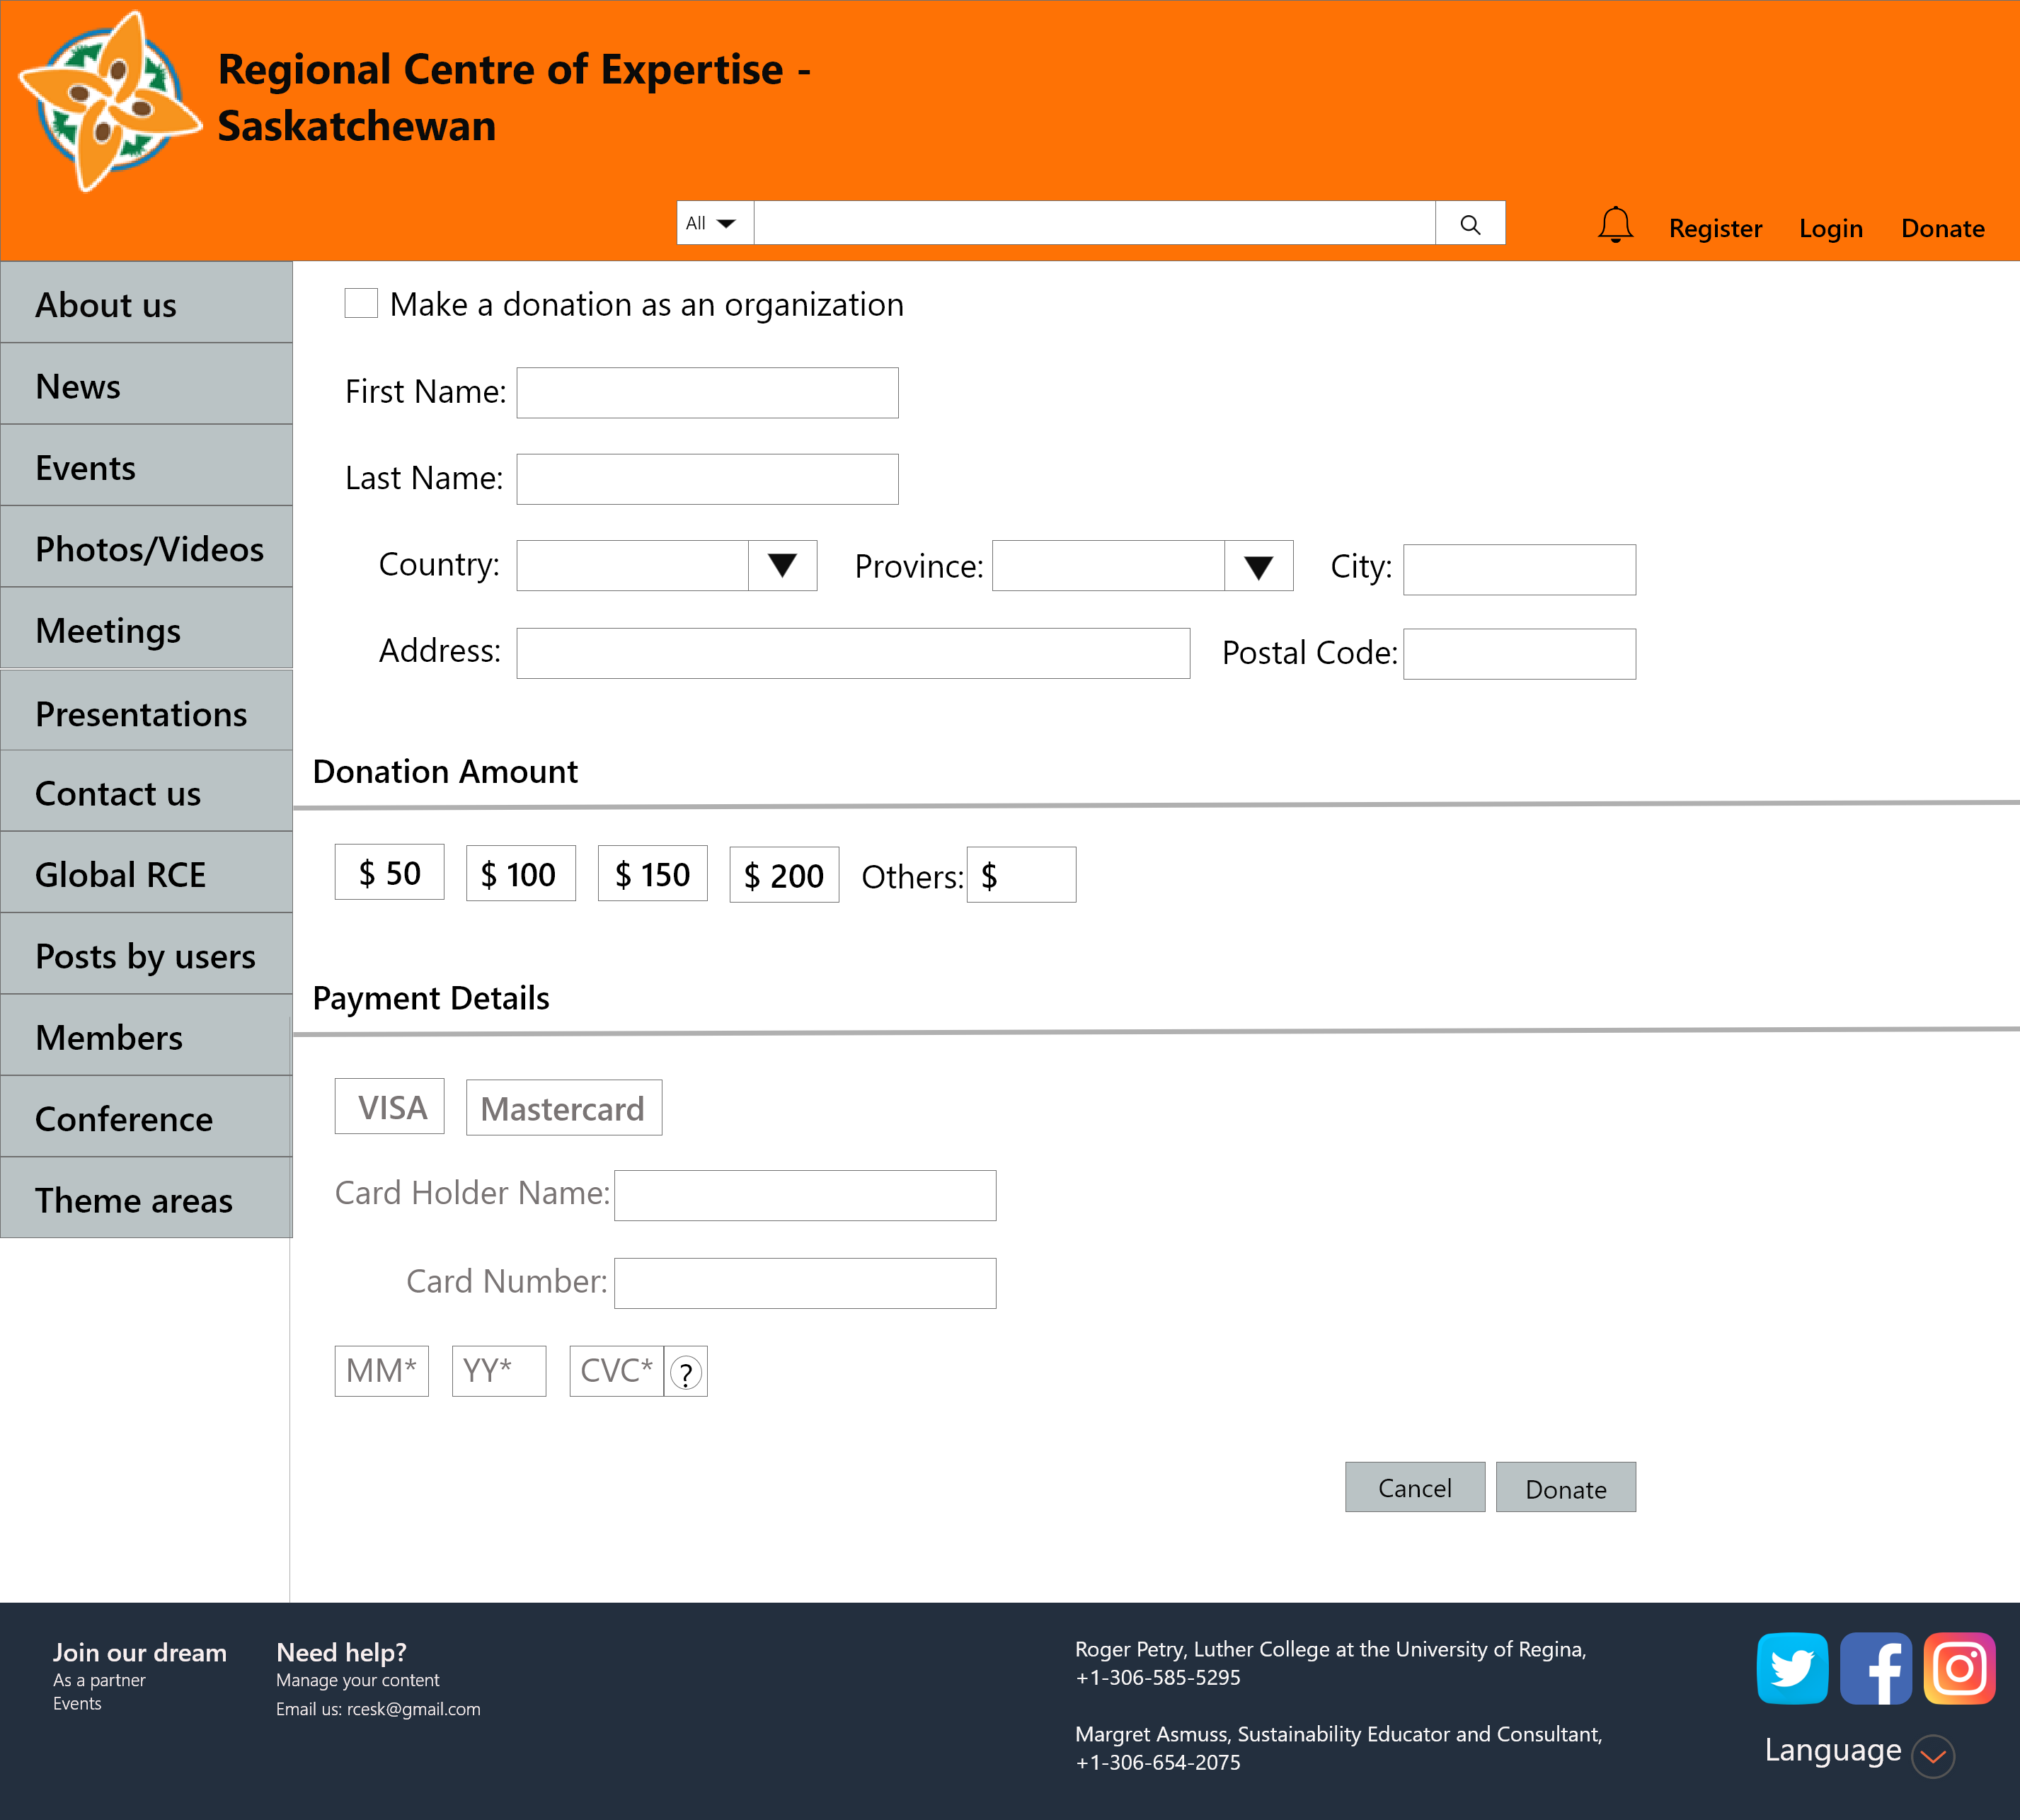 Regional Centre of Expertise -
Saskatchewan
All
Register Login Donate
About us
News
Events
Photos/Videos
Meetings
Presentations
Contact us
Global RCE
Posts by users
Members
Conference
Theme areas
Make a donation as an organization
First Name:
Last Name:
Country: Province: City:
Address: Postal Code:
Donation Amount
$ 50 $ 100 $ 150 $ 200 Others: $
Payment Details
VISA Mastercard
Card Holder Name:
Card Number:
MM* YY* CVC* ?
Cancel Donate
Join our dream
As a partner
Events
Need help?
Manage your content
Email us: rcesk@gmail.com
Roger Petry, Luther College at the University of Regina,
+1-306-585-5295
Margret Asmuss, Sustainability Educator and Consultant,
+1-306-654-2075
Language